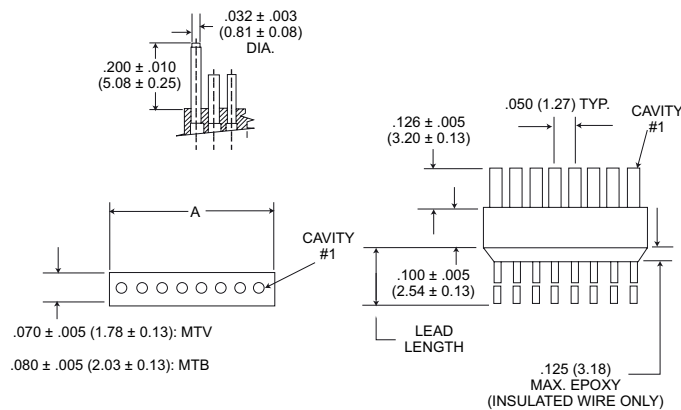 .032 ± .003
(0.81 ± 0.08)
DIA.
.200 ± .010
(5.08 ± 0.25)
.050 (1.27) TYP.
CAVITY
#1
.126 ± .005
(3.20 ± 0.13)
A
CAVITY
#1
.100 ± .005
(2.54 ± 0.13)
.070 ± .005 (1.78 ± 0.13): MTV
.080 ± .005 (2.03 ± 0.13): MTB
LEAD
LENGTH
.125 (3.18)
MAX. EPOXY
(INSULATED WIRE ONLY)